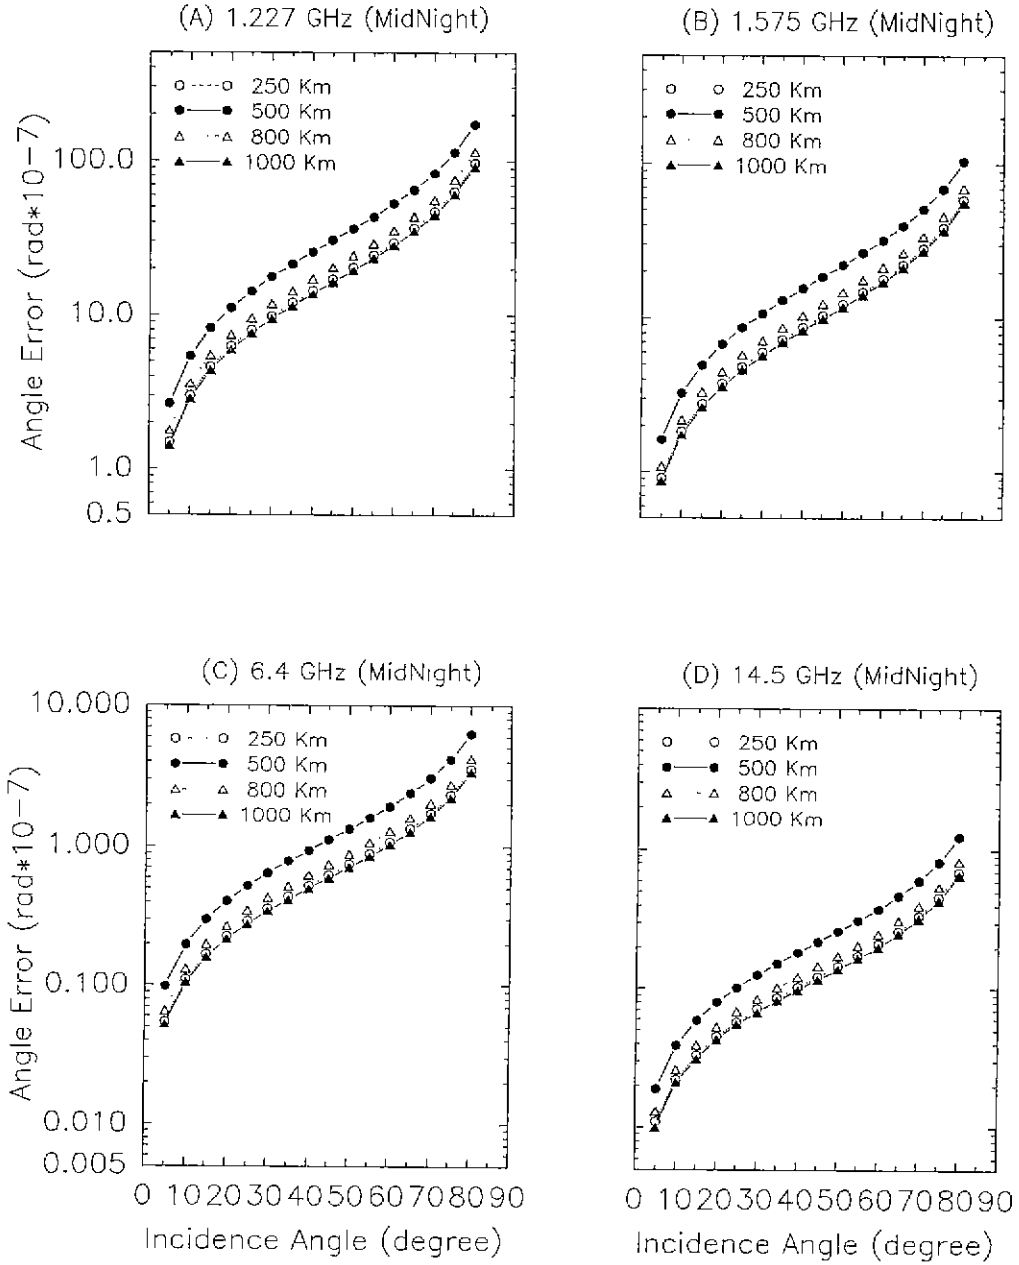 (A) 1.227 GHz (MidNight)
250 Km
500 Km
800 Km
1000 Km
100.0
10.0
1.0
0.5
Angle Error (rad*10-7)
(B) 1.575 GHz (MidNight)
250 Km
500 Km
800 Km
1000 Km
(C) 6.4 GHz (MidNight)
250 Km
500 Km
800 Km
1000 Km
10.000
1.000
0.100
0.010
0.005
Angle Error (rad*10-7)
0 10 20 30 40 50 60 70 80 90
Incidence Angle (degree)
(D) 14.5 GHz (MidNight)
250 Km
500 Km
800 Km
1000 Km
0 10 20 30 40 50 60 70 80 90
Incidence Angle (degree)